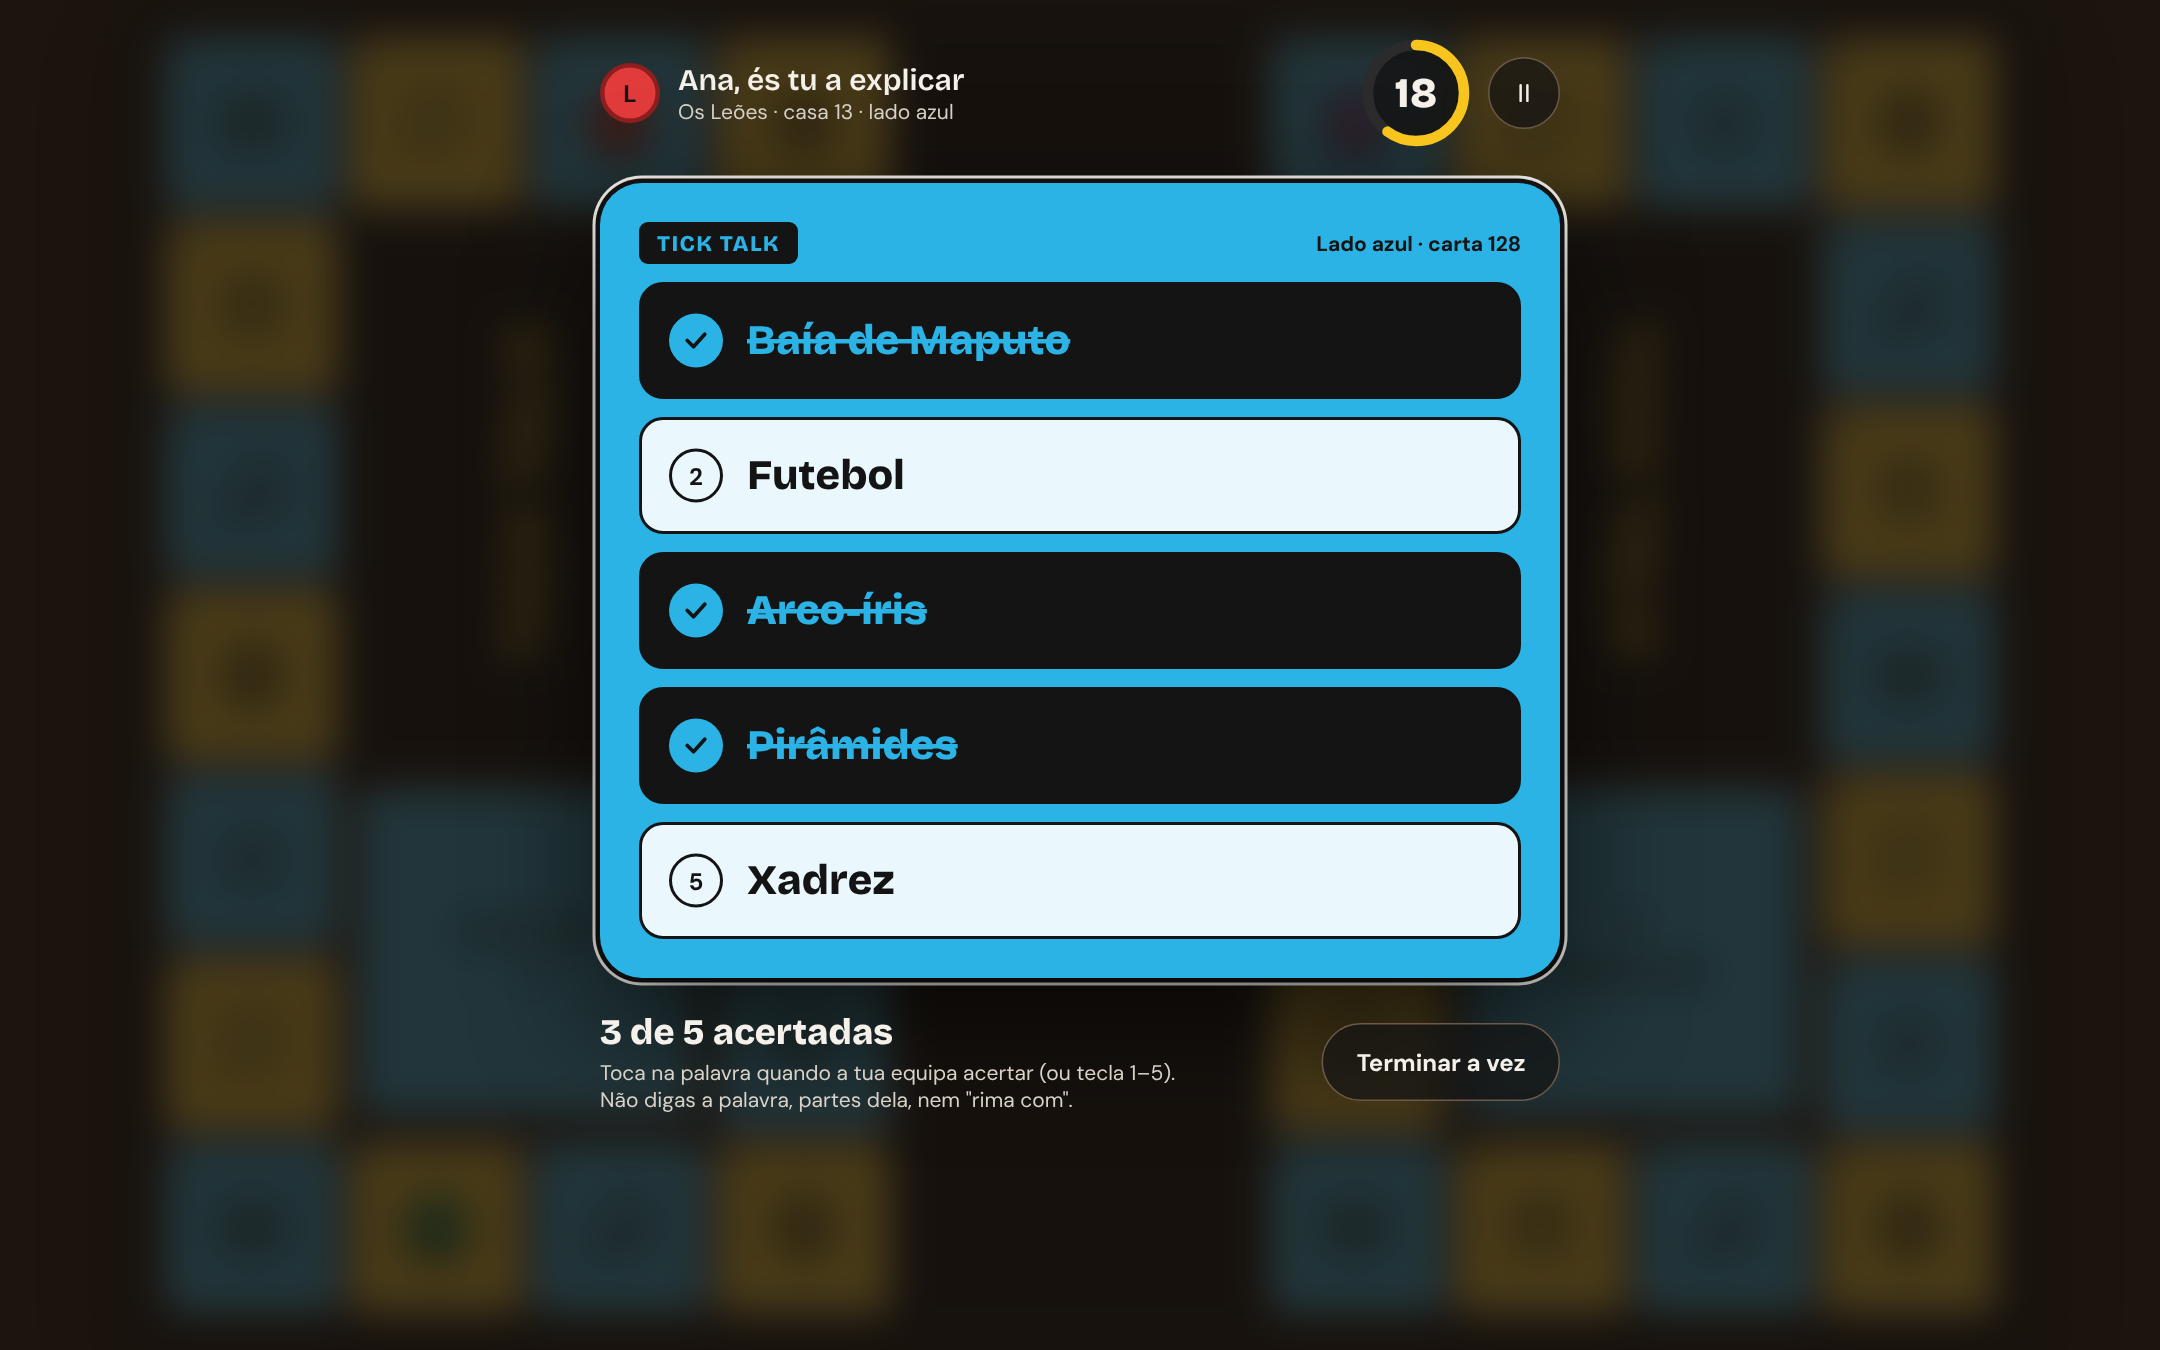 L
Ana, és tu a explicar
Os Leões · casa 13 · lado azul
18
TICK TALK
Lado azul · carta 128
Baía de Maputo
2 Futebol
Arco-íris
Pirâmides
5 Xadrez
3 de 5 acertadas
Toca na palavra quando a tua equipa acertar (ou tecla 1–5).
Não digas a palavra, partes dela, nem "rima com".
Terminar a vez